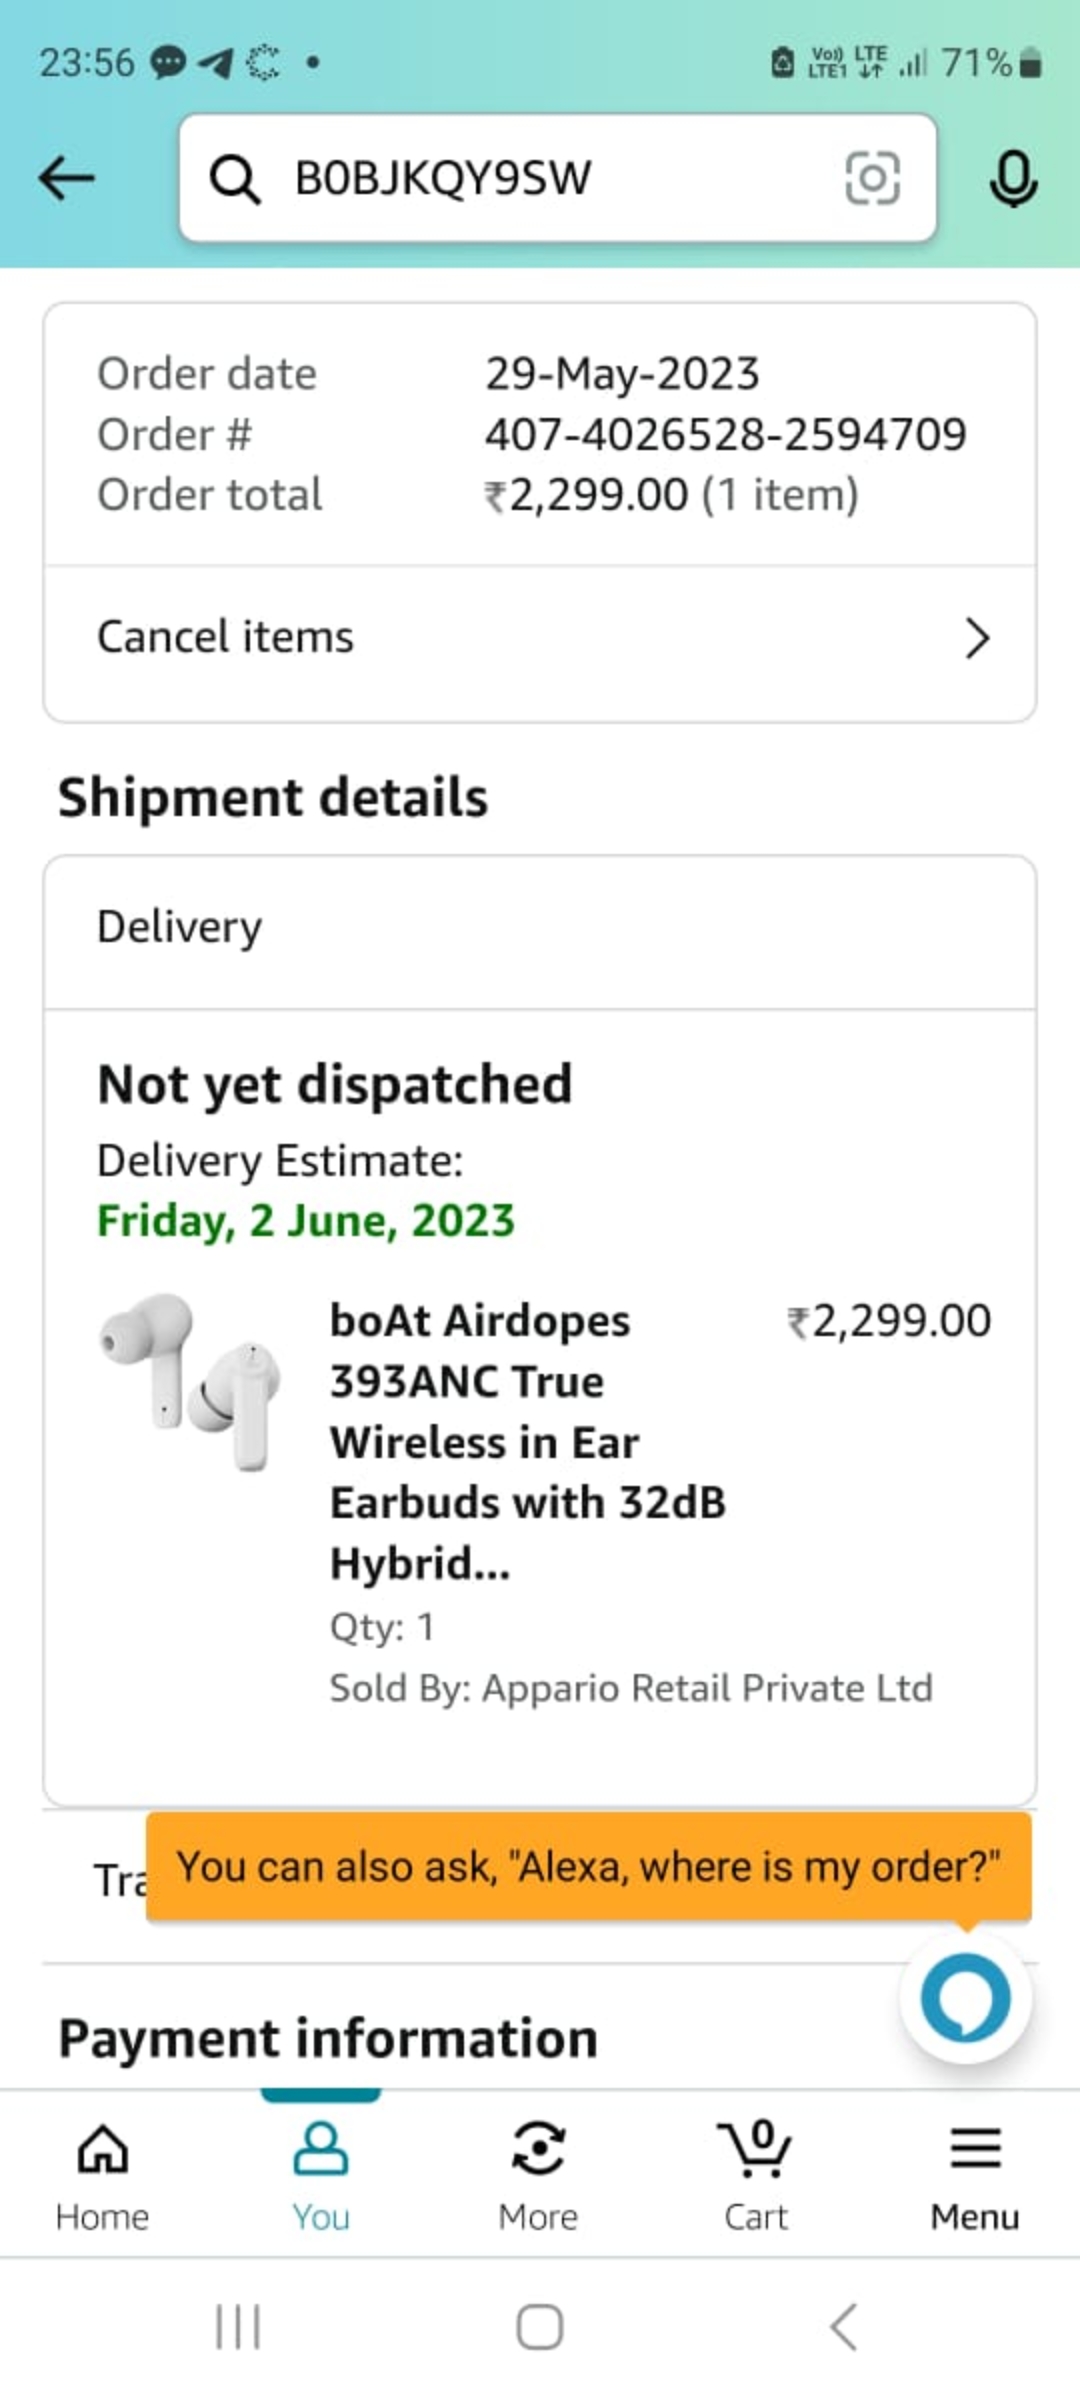 23:56
Vo)) LTE
LTE1
71%
B0BJKQY9SW
Order date 29-May-2023
Order # 407-4026528-2594709
Order total ₹2,299.00 (1 item)
Cancel items
Shipment details
Delivery
Not yet dispatched
Delivery Estimate:
Friday, 2 June, 2023
boAt Airdopes ₹2,299.00
393ANC True
Wireless in Ear
Earbuds with 32dB
Hybrid...
Qty: 1
Sold By: Appario Retail Private Ltd
You can also ask, "Alexa, where is my order?"
Payment information
0
Home You More Cart Menu